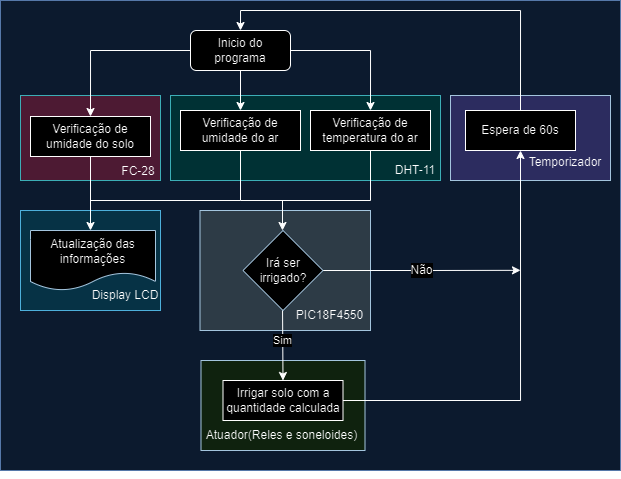 Inicio do
programa
Verificação de
umidade do solo
FC-28
Verificação de
umidade do ar
Verificação de
temperatura do ar
DHT-11
Espera de 60s
Temporizador
Atualização das
informações
Display LCD
Irá ser
irrigado?
PIC18F4550
Não
Sim
Irrigar solo com a
quantidade calculada
Atuador(Reles e soneloides)